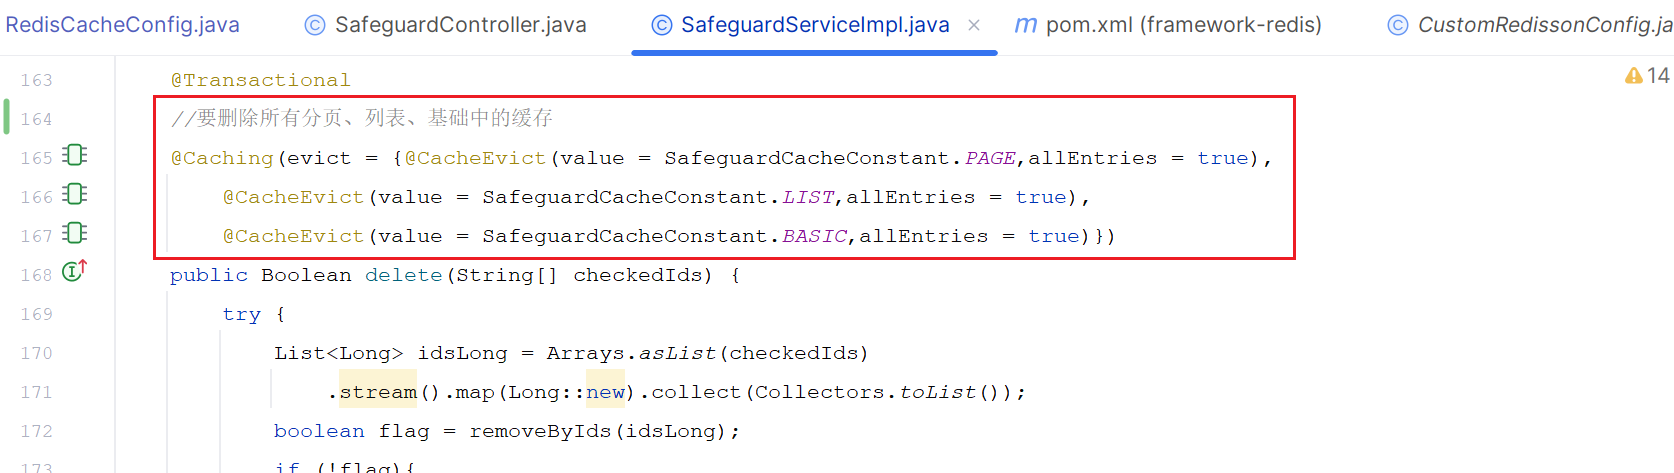 RedisCacheConfig.java SafeguardController.java SafeguardServiceImpl.java × pom.xml (framework-redis) CustomRedissonConfig.ja
163 @Transactional 14
164 //要删除所有分页、列表、基础中的缓存
165 @Caching(evict = {@CacheEvict(value = SafeguardCacheConstant.PAGE,allEntries = true),
166 @CacheEvict(value = SafeguardCacheConstant.LIST,allEntries = true),
167 @CacheEvict(value = SafeguardCacheConstant.BASIC,allEntries = true)})
168 public Boolean delete(String[] checkedIds) {
169 try {
170 List<Long> idsLong = Arrays.asList(checkedIds)
171 .stream().map(Long::new).collect(Collectors.toList());
172 boolean flag = removeByIds(idsLong);
173 if (!flag){